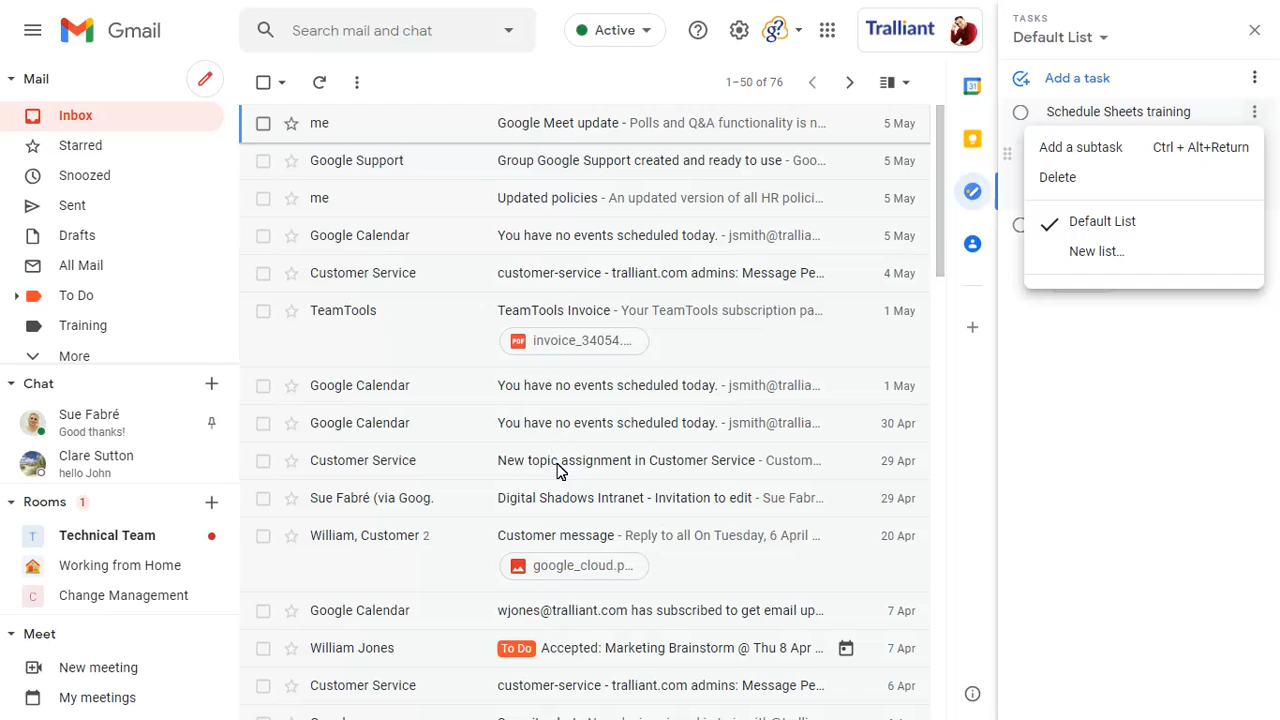 Gmail
Search mail and chat
Active
Tralliant
Mail
Inbox
Starred
Snoozed
Sent
Drafts
All Mail
To Do
Training
More
Chat
Sue Fabré
Good thanks!
Clare Sutton
hello John
Rooms 1
T Technical Team
Working from Home
C Change Management
Meet
New meeting
My meetings
1–50 of 76
me Google Meet update - Polls and Q&A functionality is n... 5 May
Google Support Group Google Support created and ready to use - Goo... 5 May
me Updated policies - An updated version of all HR polici... 5 May
Google Calendar You have no events scheduled today. - jsmith@trallia... 5 May
Customer Service customer-service - tralliant.com admins: Message Pe... 4 May
TeamTools TeamTools Invoice - Your TeamTools subscription pa... 1 May
PDF invoice_34054....
Google Calendar You have no events scheduled today. - jsmith@trallia... 1 May
Google Calendar You have no events scheduled today. - jsmith@trallia... 30 Apr
Customer Service New topic assignment in Customer Service - Custom... 29 Apr
Sue Fabré (via Goog. Digital Shadows Intranet - Invitation to edit - Sue Fabr... 29 Apr
William, Customer 2 Customer message - Reply to all On Tuesday, 6 April ... 20 Apr
google_cloud.p...
Google Calendar wjones@tralliant.com has subscribed to get email up... 7 Apr
William Jones To Do Accepted: Marketing Brainstorm @ Thu 8 Apr ... 7 Apr
Customer Service customer-service - tralliant.com admins: Message Pe... 6 Apr
31
TASKS
Default List
Add a task
Schedule Sheets training
Add a subtask Ctrl + Alt+Return
Delete
Default List
New list...